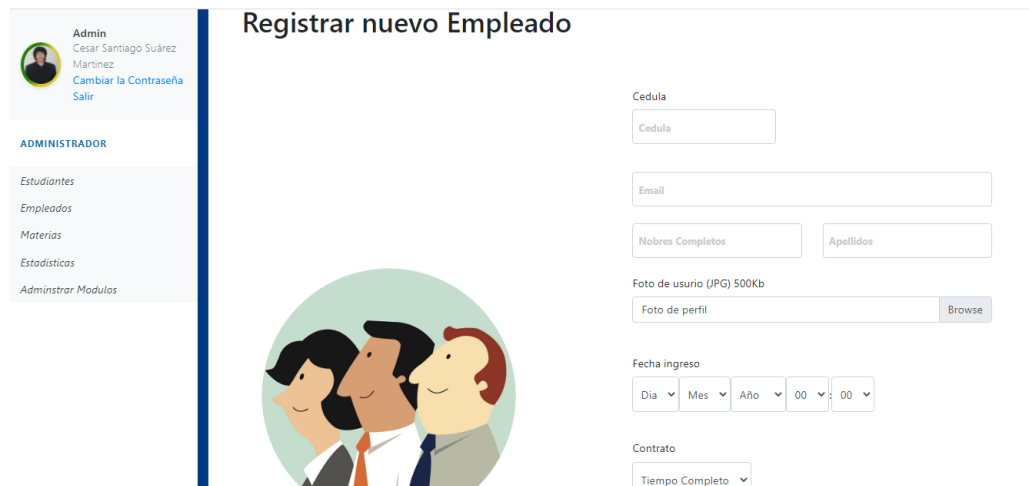 Admin
Cesar Santiago Suárez
Martinez
Cambiar la Contraseña
Salir
ADMINISTRADOR
Estudiantes
Empleados
Materias
Estadísticas
Adminstrar Modulos
Registrar nuevo Empleado
Cedula
Cedula
Email
Nobres Completos Apellidos
Foto de usurio (JPG) 500Kb
Foto de perfil Browse
Fecha ingreso
Dia Mes Año 00 : 00
Contrato
Tiempo Completo